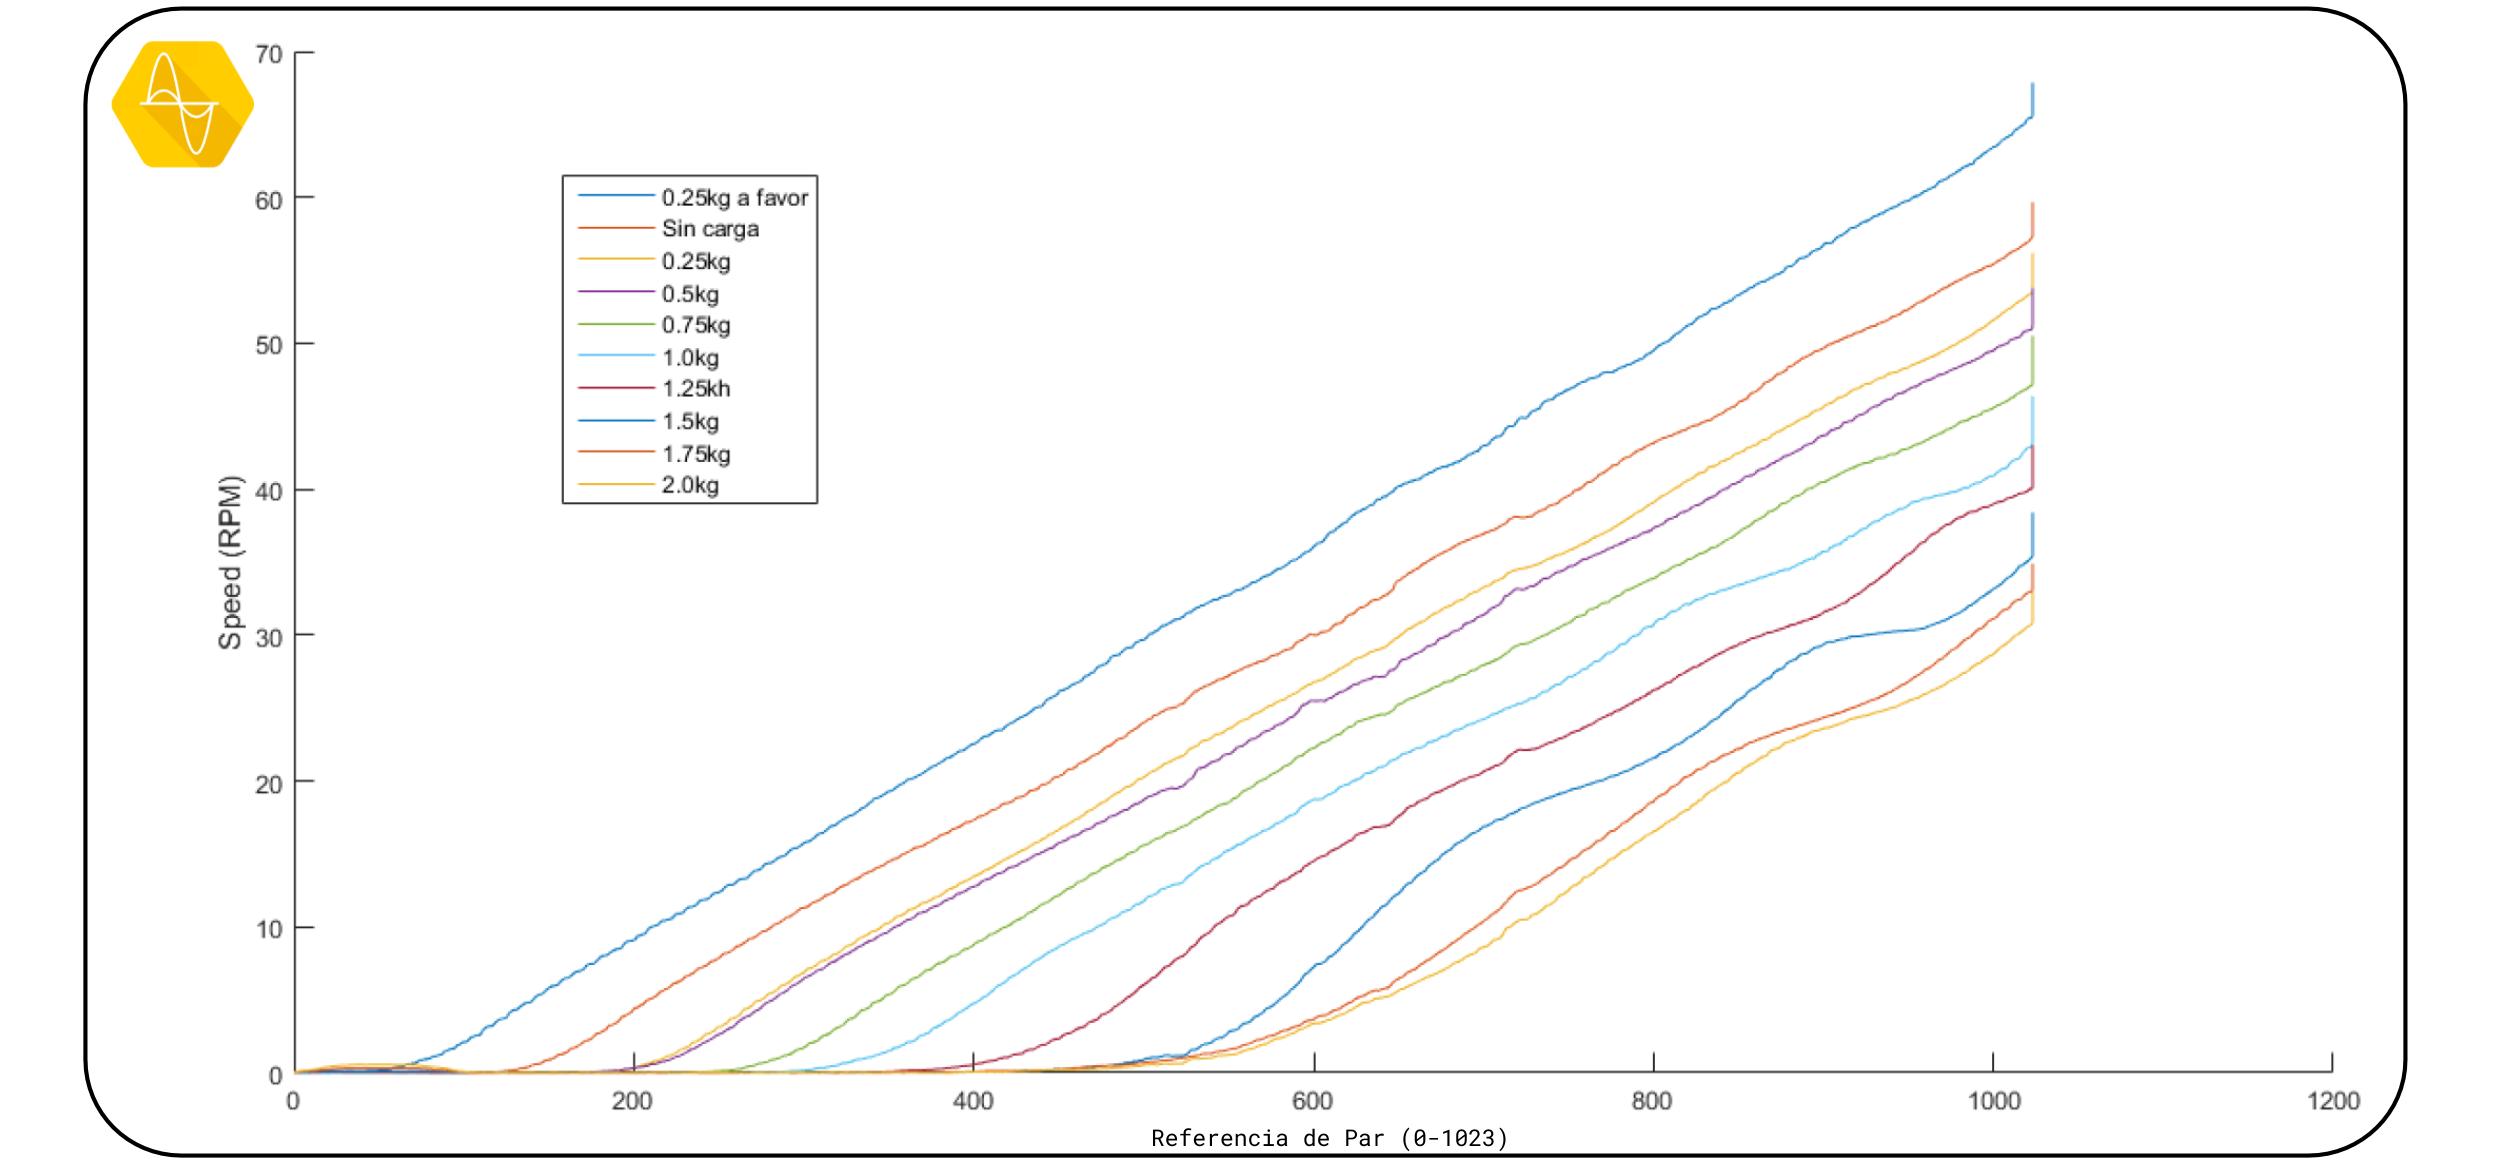 70
60
50
40
30
20
10
0
Speed (RPM)
0.25kg a favor
Sin carga
0.25kg
0.5kg
0.75kg
1.0kg
1.25kh
1.5kg
1.75kg
2.0kg
0 200 400 600 800 1000 1200
Referencia de Par (0-1023)